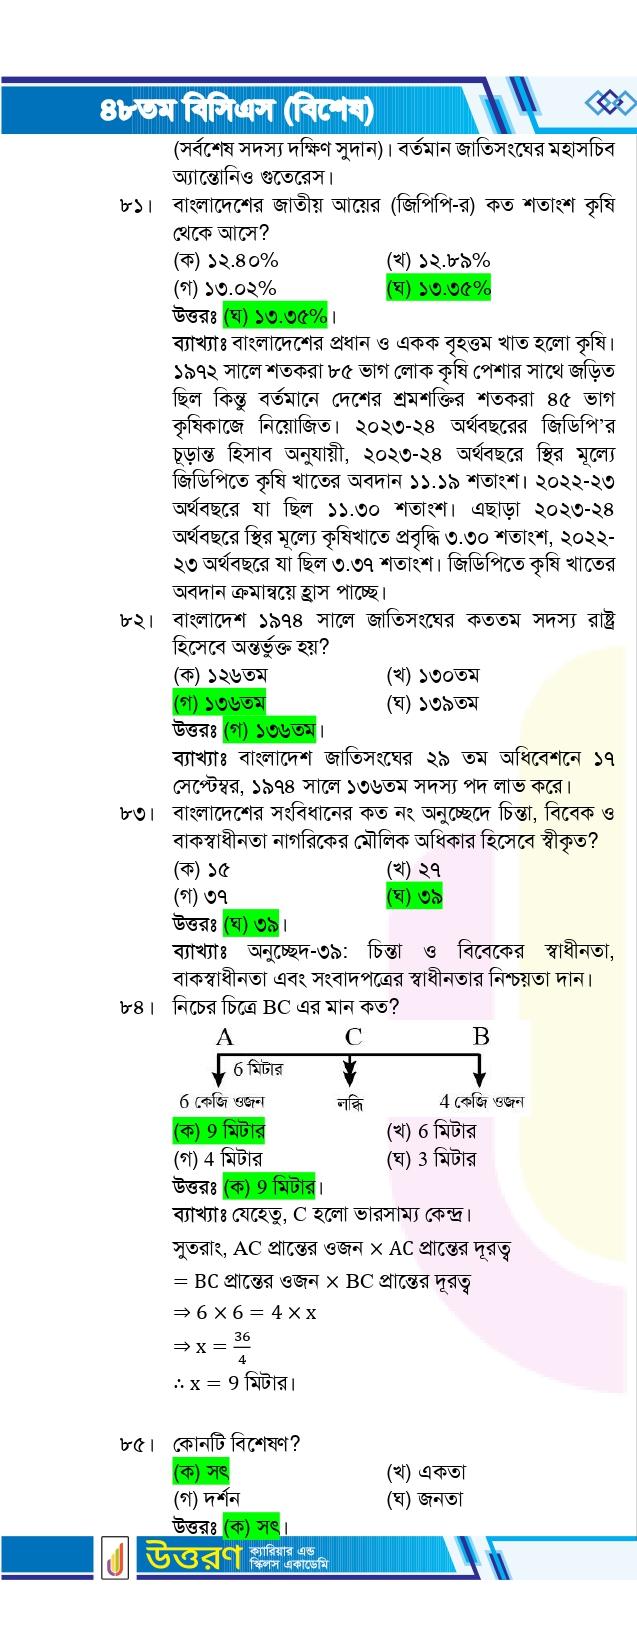 ৪৮তম বিসিএস (বিশেষ)
(সর্বশেষ সদস্য দক্ষিণ সুদান)। বর্তমান জাতিসংঘের মহাসচিব
অ্যান্তোনিও গুতেরেস।
৮১। বাংলাদেশের জাতীয় আয়ের (জিপিপি-র) কত শতাংশ কৃষি
থেকে আসে?
(ক) ১২.৪০% (খ) ১২.৮৯%
(গ) ১৩.০২% (ঘ) ১৩.৩৫%
উত্তরঃ (ঘ) ১৩.৩৫%।
ব্যাখ্যাঃ বাংলাদেশের প্রধান ও একক বৃহত্তম খাত হলো কৃষি।
১৯৭২ সালে শতকরা ৮৫ ভাগ লোক কৃষি পেশার সাথে জড়িত
ছিল কিন্তু বর্তমানে দেশের শ্রমশক্তির শতকরা ৪৫ ভাগ
কৃষিকাজে নিয়োজিত। ২০২৩-২৪ অর্থবছরের জিডিপি'র
চূড়ান্ত হিসাব অনুযায়ী, ২০২৩-২৪ অর্থবছরে স্থির মূল্যে
জিডিপিতে কৃষি খাতের অবদান ১১.১৯ শতাংশ। ২০২২-২৩
অর্থবছরে যা ছিল ১১.৩০ শতাংশ। এছাড়া ২০২৩-২৪
অর্থবছরে স্থির মূল্যে কৃষিখাতে প্রবৃদ্ধি ৩.৩০ শতাংশ, ২০২২-
২৩ অর্থবছরে যা ছিল ৩.৩৭ শতাংশ। জিডিপিতে কৃষি খাতের
অবদান ক্রমান্বয়ে হ্রাস পাচ্ছে।
৮২। বাংলাদেশ ১৯৭৪ সালে জাতিসংঘের কততম সদস্য রাষ্ট্র
হিসেবে অন্তর্ভুক্ত হয়?
(ক) ১২৬তম (খ) ১৩০তম
(গ) ১৩৬তম (ঘ) ১৩৯তম
উত্তরঃ (গ) ১৩৬তম।
ব্যাখ্যাঃ বাংলাদেশ জাতিসংঘের ২৯ তম অধিবেশনে ১৭
সেপ্টেম্বর, ১৯৭৪ সালে ১৩৬তম সদস্য পদ লাভ করে।
৮৩। বাংলাদেশের সংবিধানের কত নং অনুচ্ছেদে চিন্তা, বিবেক ও
বাকস্বাধীনতা নাগরিকের মৌলিক অধিকার হিসেবে স্বীকৃত?
(ক) ১৫ (খ) ২৭
(গ) ৩৭ (ঘ) ৩৯
উত্তরঃ (ঘ) ৩৯।
ব্যাখ্যাঃ অনুচ্ছেদ-৩৯: চিন্তা ও বিবেকের স্বাধীনতা,
বাকস্বাধীনতা এবং সংবাদপত্রের স্বাধীনতার নিশ্চয়তা দান।
৮৪। নিচের চিত্রে BC এর মান কত?
A C B
6 মিটার
6 কেজি ওজন লব্ধি 4 কেজি ওজন
(ক) 9 মিটার (খ) 6 মিটার
(গ) 4 মিটার (ঘ) 3 মিটার
উত্তরঃ (ক) 9 মিটার।
ব্যাখ্যাঃ যেহেতু, C হলো ভারসাম্য কেন্দ্র।
সুতরাং, AC প্রান্তের ওজন × AC প্রান্তের দূরত্ব
= BC প্রান্তের ওজন × BC প্রান্তের দূরত্ব
⇒ 6 × 6 = 4 × x
⇒ x = 36/4
∴ x = 9 মিটার।
৮৫। কোনটি বিশেষণ?
(ক) সৎ (খ) একতা
(গ) দর্শন (ঘ) জনতা
উত্তরঃ (ক) সৎ।
উত্তরণ ক্যারিয়ার এন্ড
স্কিলস একাডেমি